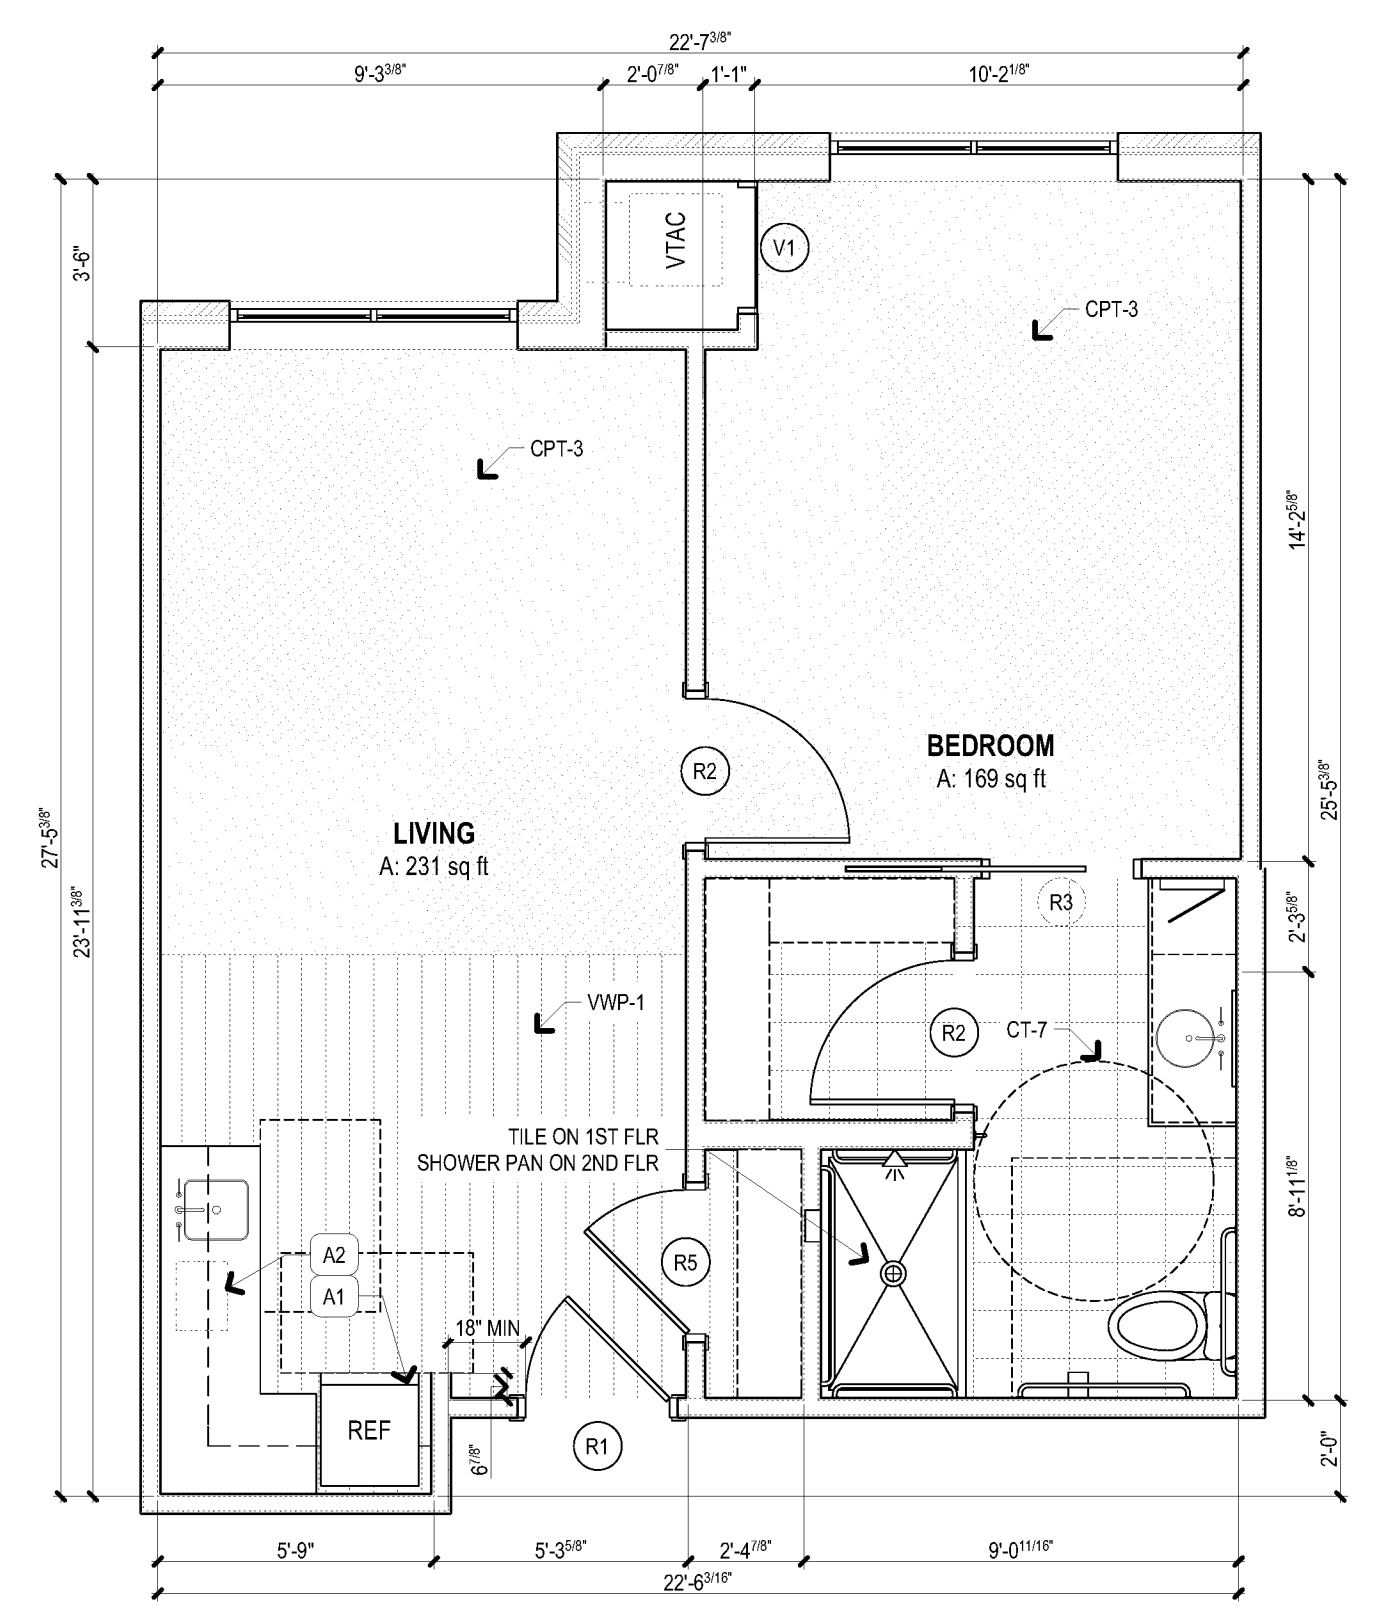 22'-7 3/8"
9'-3 3/8"
2'-0 7/8"
1'-1"
10'-2 1/8"
3'-6"
VTAC
V1
CPT-3
CPT-3
14'-2 5/8"
R2
BEDROOM
A: 169 sq ft
LIVING
A: 231 sq ft
27'-5 3/8"
23'-11 3/8"
25'-5 3/8"
R3
2'-3 5/8"
VWP-1
R2
CT-7
TILE ON 1ST FLR
SHOWER PAN ON 2ND FLR
8'-11 1/8"
A2
R5
A1
18" MIN
REF
R1
6 7/8"
2'-0"
5'-9"
5'-3 5/8"
2'-4 7/8"
9'-0 11/16"
22'-6 3/16"